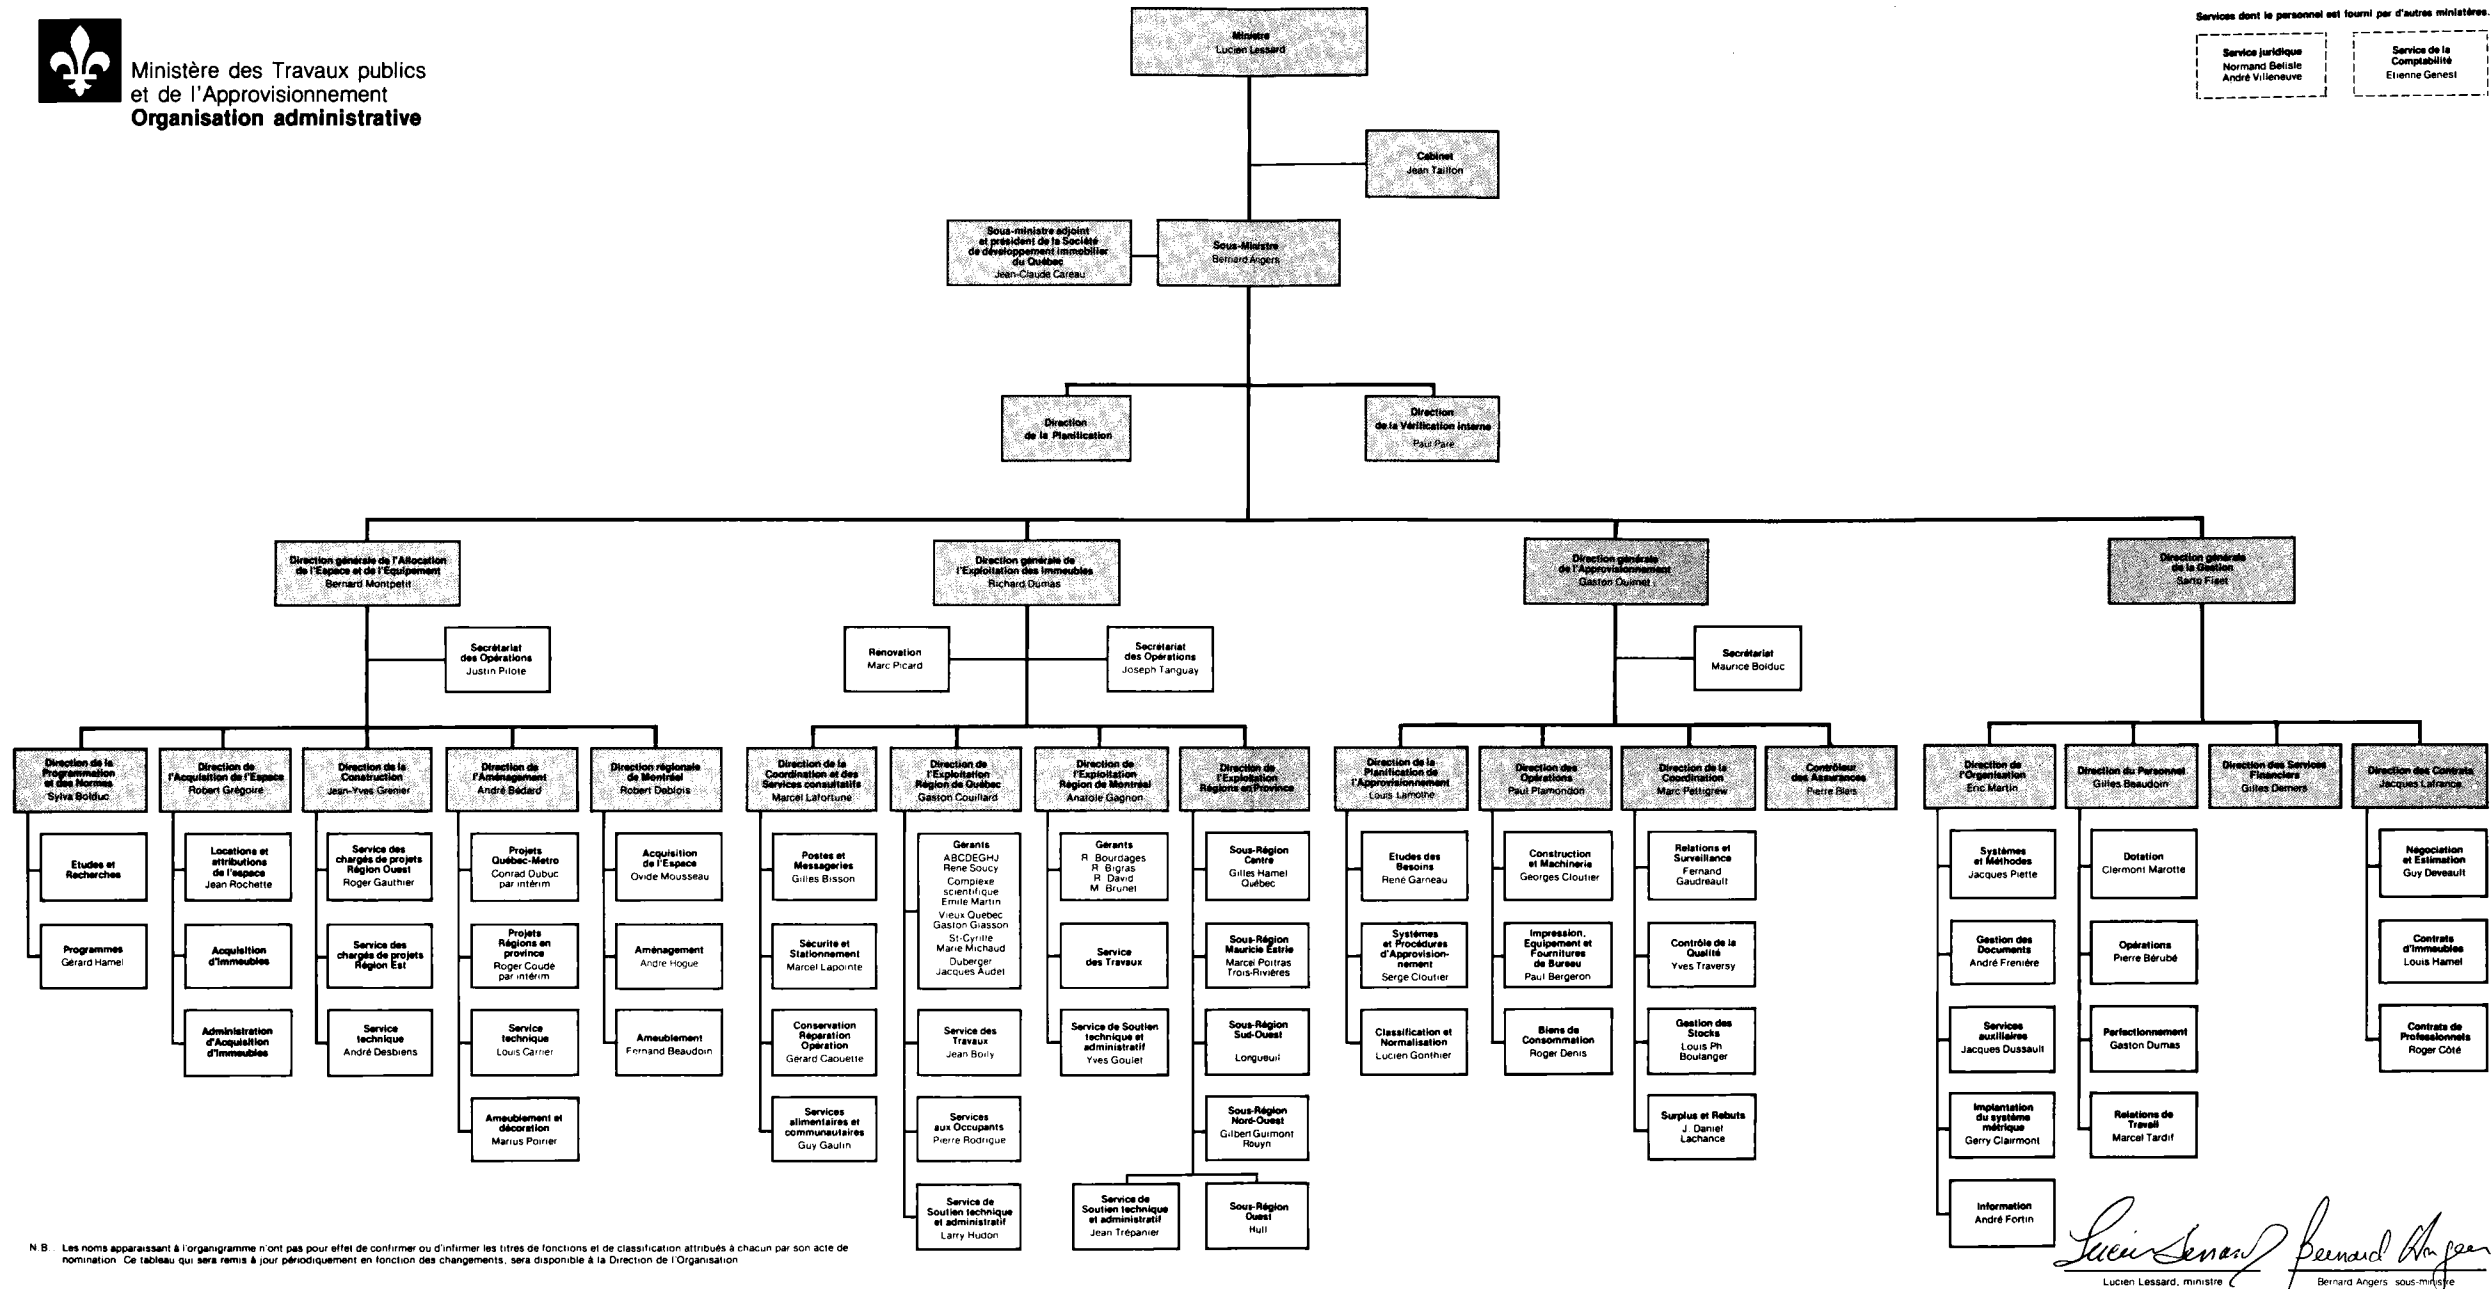 Ministère des Travaux publics
et de l'Approvisionnement
Organisation administrative
Services dont le personnel est fourni par d'autres ministères.
Service juridique
Normand Belisle
André Villeneuve
Service de la
Comptabilité
Etienne Genest
Ministre
Lucien Lessard
Cabinet
Jean Taillon
Sous-ministre adjoint
et président de la Société
de développement immobilier
du Québec
Jean-Claude Careau
Sous-Ministre
Bernard Angers
Direction
de la Planification
Direction
de la Vérification interne
Paul Paré
Direction générale de l'Allocation
de l'Espace et de l'Equipement
Bernard Montpetit
Direction générale de
l'Exploitation des Immeubles
Richard Dumas
Direction générale
de l'Approvisionnement
Gaston Ouimet
Direction générale
de la Gestion
Sarto Fiset
Secrétariat
des Opérations
Justin Pilote
Renovation
Marc Picard
Secrétariat
des Opérations
Joseph Tanguay
Secrétariat
Maurice Bolduc
Direction de la
Programmation
et des Normes
Sylva Bolduc
Direction de
l'Acquisition de l'Espace
Robert Grégoire
Direction de la
Construction
Jean-Yves Grenier
Direction de
l'Aménagement
André Bédard
Direction régionale
de Montréal
Robert Deblois
Direction de la
Coordination et des
Services consultatifs
Marcel Lafortune
Direction de
l'Exploitation
Région de Québec
Gaston Couillard
Direction de
l'Exploitation
Région de Montréal
Anatole Gagnon
Direction de
l'Exploitation
Régions en Province
Direction de la
Planification de
l'Approvisionnement
Louis Lamothe
Direction des
Opérations
Paul Plamondon
Direction de la
Coordination
Marc Pettigrew
Contrôleur
des Assurances
Pierre Blais
Direction de
l'Organisation
Eric Martin
Direction du Personnel
Gilles Beaudoin
Direction des Services
Financiers
Gilles Demers
Direction des Contrats
Jacques Lafrance
Etudes et
Recherches
Programmes
Gérard Hamel
Locations et
attributions
de l'espace
Jean Rochette
Acquisition
d'Immeubles
Administration
d'Acquisition
d'Immeubles
Service des
chargés de projets
Région Ouest
Roger Gauthier
Service des
chargés de projets
Région Est
Service
technique
André Desbiens
Projets
Québec-Metro
Conrad Dubuc
par intérim
Projets
Régions en
province
Roger Coudé
par intérim
Service
technique
Louis Carrier
Ameublement et
décoration
Marius Poirier
Acquisition
de l'Espace
Ovide Mousseau
Aménagement
Andre Hogue
Ameublement
Fernand Beaudoin
Postes et
Messageries
Gilles Bisson
Sécurite et
Stationnement
Marcel Lapointe
Conservation
Réparation
Opération
Gérard Caouette
Services
alimentaires et
communautaires
Guy Gaulin
Gérants
ABCDEGHJ
René Soucy
Complexe
scientifique
Emile Martin
Vieux Québec
Gaston Giasson
St-Cyrille
Marie Michaud
Duberger
Jacques Audet
Service des
Travaux
Jean Boily
Services
aux Occupants
Pierre Rodrigue
Service de
Soutien technique
et administratif
Larry Hudon
Gérants
R Bourdages
R Bigras
R David
M Brunet
Service
des Travaux
Service de Soutien
technique et
administratif
Yves Goulet
Sous-Région
Centre
Gilles Hamel
Québec
Sous-Région
Mauricie Estrie
Marcel Poitras
Trois-Rivières
Sous-Région
Sud-Ouest
Longueuil
Sous-Région
Nord-Ouest
Gilbert Guimont
Rouyn
Service de
Soutien technique
et administratif
Jean Trépanier
Sous-Région
Ouest
Hull
Etudes des
Besoins
René Garneau
Systèmes
et Procédures
d'Approvision-
nement
Serge Cloutier
Classification et
Normalisation
Lucien Gonthier
Construction
et Machinerie
Georges Cloutier
Impression,
Equipement et
Fournitures
de Bureau
Paul Bergeron
Biens de
Consommation
Roger Denis
Relations et
Surveillance
Fernand
Gaudreault
Contrôle de la
Qualité
Yves Traversy
Gestion des
Stocks
Louis Ph
Boulanger
Surplus et Rebuts
J. Daniel
Lachance
Systèmes
et Méthodes
Jacques Piette
Gestion des
Documents
André Frenière
Services
auxiliaires
Jacques Dussault
Implantation
du système
métrique
Gerry Clairmont
Information
André Fortin
Dotation
Clermont Marotte
Opérations
Pierre Bérubé
Perfectionnement
Gaston Dumas
Relations de
Travail
Marcel Tardif
Négociation
et Estimation
Guy Deveault
Contrats
d'Immeubles
Louis Hamel
Contrats de
Professionnels
Roger Côté
N.B. Les noms apparaissant à l'organigramme n'ont pas pour effet de confirmer ou d'infirmer les titres de fonctions et de classification attribués à chacun par son acte de
nomination Ce tableau qui sera remis à jour périodiquement en fonction des changements, sera disponible à la Direction de l'Organisation
Lucien Lessard
Bernard Angers
Lucien Lessard, ministre
Bernard Angers sous-ministre